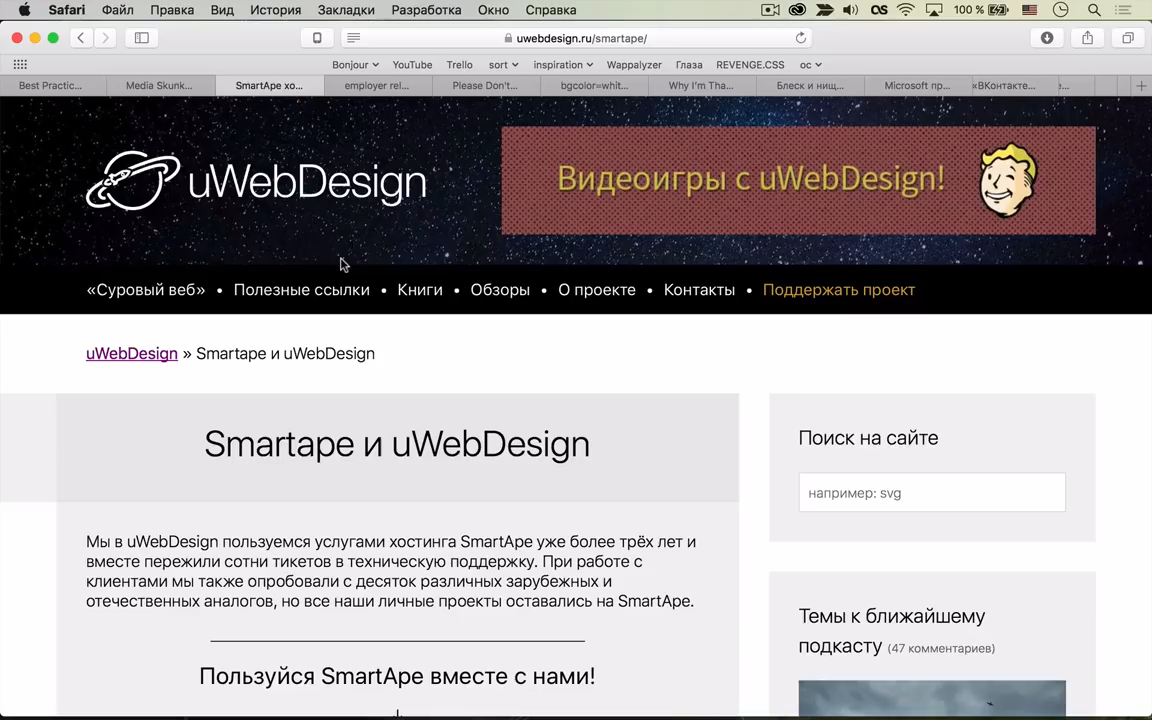 Safari Файл Правка Вид История Закладки Разработка Окно Справка 100 %
uwebdesign.ru/smartape/
Bonjour YouTube Trello sort inspiration Wappalyzer Глаза REVENGE.CSS ос
Best Practic... Media Skunk... SmartApe хо... employer rel... Please Don't... bgcolor=whit... Why I'm Tha... Блеск и нищ... Microsoft пр... «ВКонтакте...
uWebDesign
Видеоигры с uWebDesign!
«Суровый веб» • Полезные ссылки • Книги • Обзоры • О проекте • Контакты • Поддержать проект
uWebDesign » Smartape и uWebDesign
Smartape и uWebDesign
Мы в uWebDesign пользуемся услугами хостинга SmartApe уже более трёх лет и
вместе пережили сотни тикетов в техническую поддержку. При работе с
клиентами мы также опробовали с десяток различных зарубежных и
отечественных аналогов, но все наши личные проекты оставались на SmartApe.
Пользуйся SmartApe вместе с нами!
Поиск на сайте
например: svg
Темы к ближайшему
подкасту (47 комментариев)